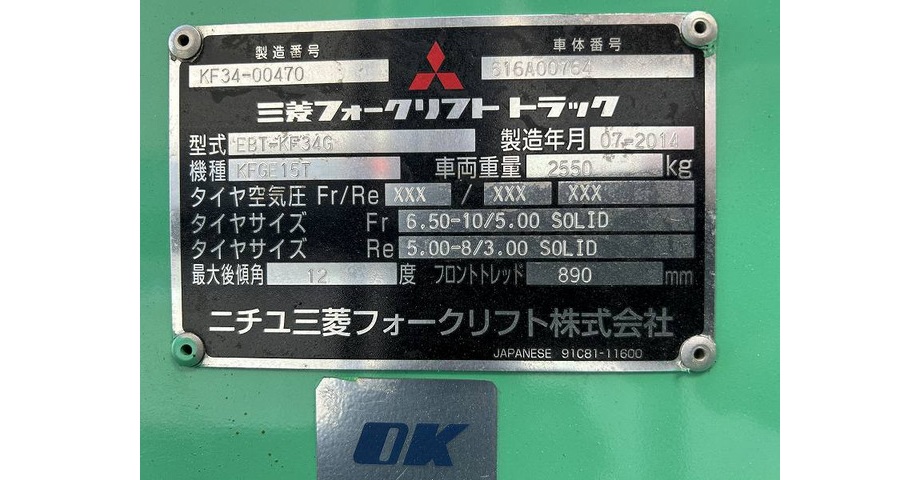 製造番号 車体番号
KF34-00470 616A00764
三菱フォークリフト トラック
型式 EBT-KF34G 製造年月 07-2014
機種 KFGE15T 車両重量 2550 kg
タイヤ空気圧 Fr/Re XXX / XXX XXX
タイヤサイズ Fr 6.50-10/5.00 SOLID
タイヤサイズ Re 5.00-8/3.00 SOLID
最大後傾角 12 度 フロントトレッド 890 mm
ニチユ三菱フォークリフト株式会社
JAPANESE 91C81-11600
OK